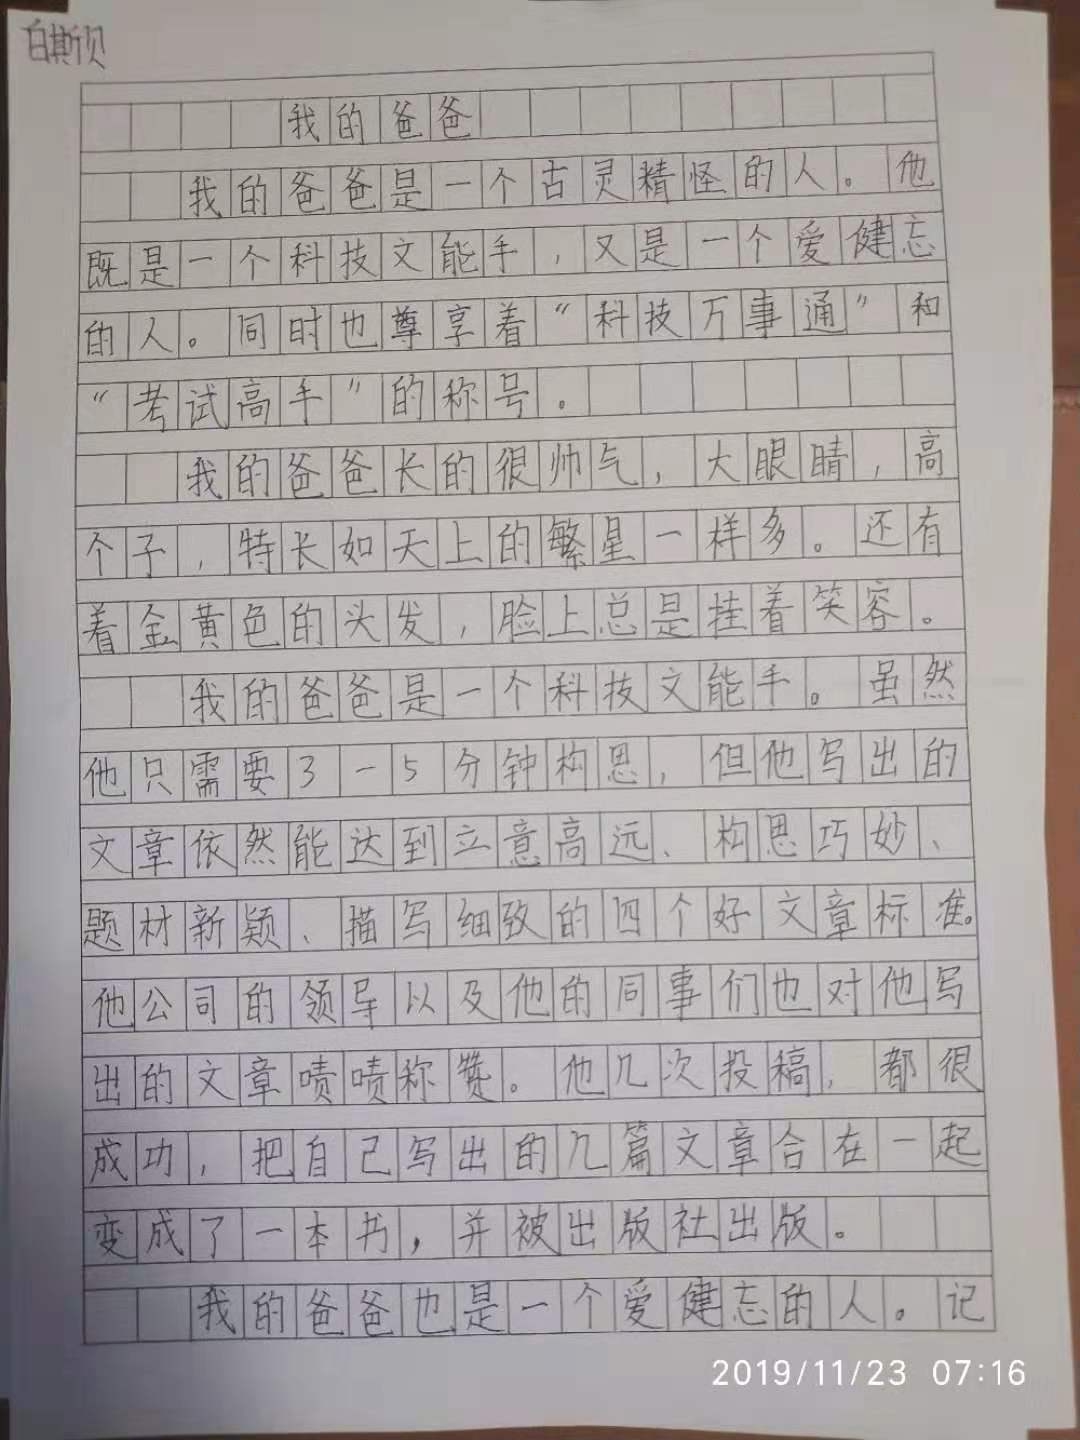 白斯贝
我的爸爸
我的爸爸是一个古灵精怪的人。他
既是一个科技文能手，又是一个爱健忘
的人。同时也尊享着“科技万事通”和
“考试高手”的称号。
我的爸爸长的很帅气，大眼睛，高
个子，特长如天上的繁星一样多。还有
着金黄色的头发，脸上总是挂着笑容。
我的爸爸是一个科技文能手。虽然
他只需要3-5分钟构思，但他写出的
文章依然能达到立意高远、构思巧妙、
题材新颖、描写细致的四个好文章标准。
他公司的领导以及他的同事们也对他写
出的文章啧啧称赞。他几次投稿，都很
成功，把自己写出的几篇文章合在一起
变成了一本书，并被出版社出版。
我的爸爸也是一个爱健忘的人。记
2019/11/23 07:16